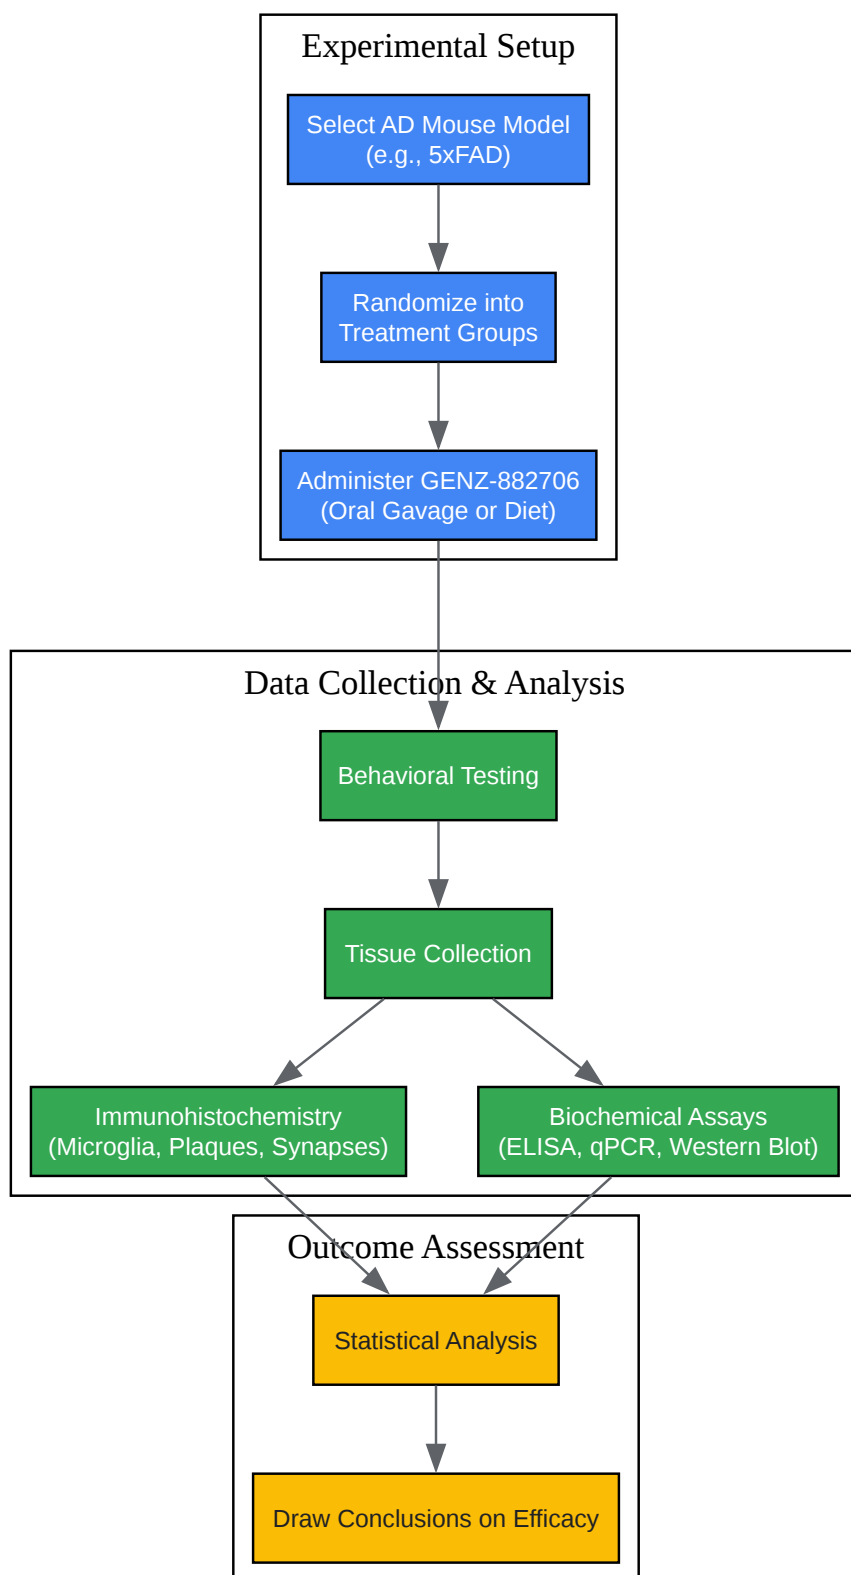 Experimental Setup
Select AD Mouse Model
(e.g., 5xFAD)
Randomize into
Treatment Groups
Administer GENZ-882706
(Oral Gavage or Diet)
Data Collection & Analysis
Behavioral Testing
Tissue Collection
Immunohistochemistry
(Microglia, Plaques, Synapses)
Biochemical Assays
(ELISA, qPCR, Western Blot)
Outcome Assessment
Statistical Analysis
Draw Conclusions on Efficacy